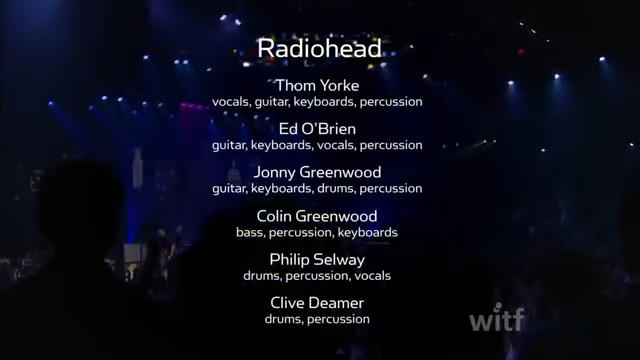 Radiohead
Thom Yorke
vocals, guitar, keyboards, percussion
Ed O'Brien
guitar, keyboards, vocals, percussion
Jonny Greenwood
guitar, keyboards, drums, percussion
Colin Greenwood
bass, percussion, keyboards
Philip Selway
drums, percussion, vocals
Clive Deamer
drums, percussion
witf